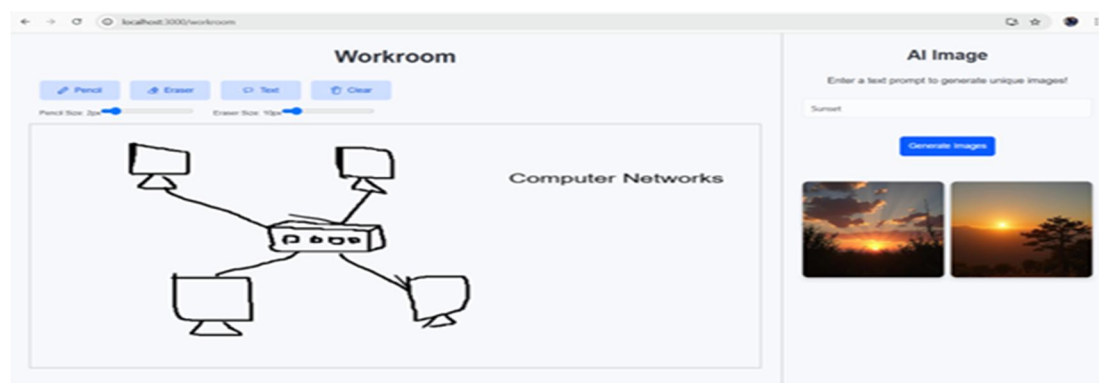 localhost:3000/workroom
Workroom
Pencil Eraser Text Clear
Pencil Size: 2px Eraser Size: 10px
Computer Networks
AI Image
Enter a text prompt to generate unique images!
Sunset
Generate Images